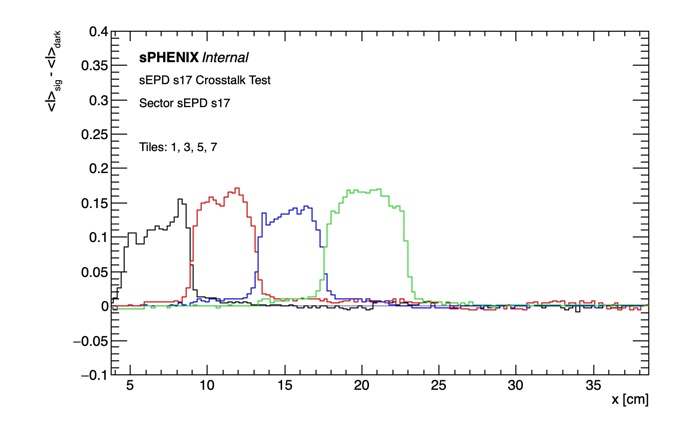 0.4
<I>sig - <I>dark
sPHENIX Internal
0.35
sEPD s17 Crosstalk Test
0.3
Sector sEPD s17
0.25
Tiles: 1, 3, 5, 7
0.2
0.15
0.1
0.05
0
−0.05
−0.1
5 10 15 20 25 30 35
x [cm]